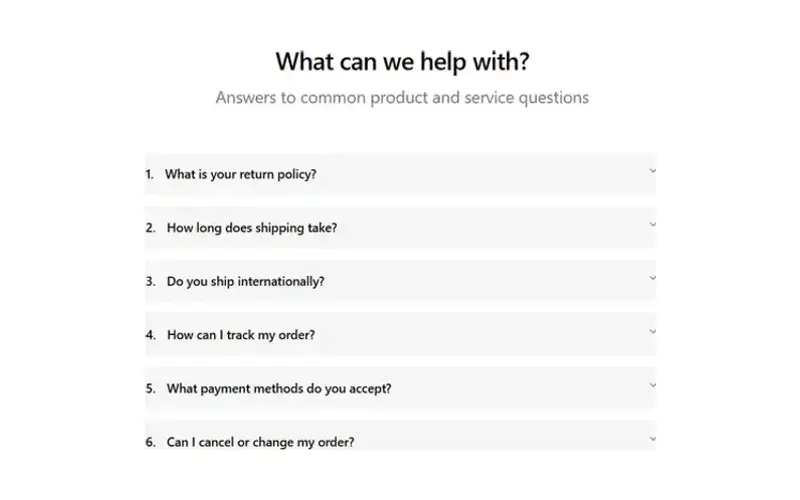 What can we help with?
Answers to common product and service questions
1. What is your return policy?
2. How long does shipping take?
3. Do you ship internationally?
4. How can I track my order?
5. What payment methods do you accept?
6. Can I cancel or change my order?